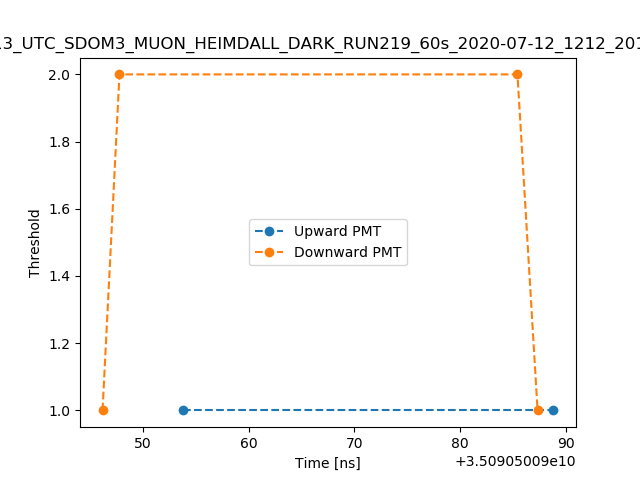 13_UTC_SDOM3_MUON_HEIMDALL_DARK_RUN219_60s_2020-07-12_1212_201
2.0
1.8
1.6
1.4
1.2
1.0
Threshold
Upward PMT
Downward PMT
50
60
70
80
90
Time [ns]
+3.50905009e10